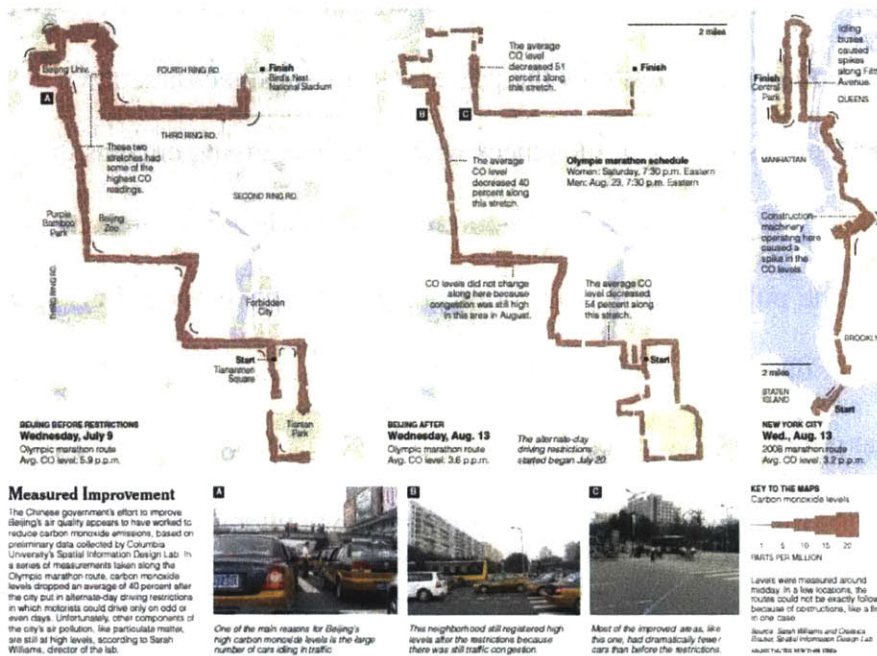 Beijing Univ.
A
FOURTH RING RD.
Finish
Bird's Nest
National Stadium
THIRD RING RD.
These two
stretches had
some of the
highest CO
readings.
SECOND RING RD.
Purple
Bamboo
Park
Beijing
Zoo
THIRD RING RD.
Forbidden
City
Start
Tiananmen
Square
Tiantan
Park
BEIJING BEFORE RESTRICTIONS
Wednesday, July 9
Olympic marathon route
Avg. CO level: 5.9 p.p.m.
2 miles
The average
CO level
decreased 51
percent along
this stretch.
Finish
B
C
The average
CO level
decreased 40
percent along
this stretch.
Olympic marathon schedule
Women: Saturday, 7:30 p.m. Eastern
Men: Aug. 23, 7:30 p.m. Eastern
CO levels did not change
along here because
congestion was still high
in this area in August.
The average CO
level decreased
54 percent along
this stretch.
Start
BEIJING AFTER
Wednesday, Aug. 13
Olympic marathon route
Avg. CO level: 3.6 p.p.m.
The alternate-day
driving restrictions
started began July 20.
Idling
buses
caused
spikes
along Fifth
Avenue.
Finish
Central
Park
QUEENS
MANHATTAN
Construction
machinery
operating here
caused a
spike in the
CO levels.
BROOKLYN
2 miles
STATEN
ISLAND
Start
NEW YORK CITY
Wed., Aug. 13
2008 marathon route
Avg. CO level: 3.2 p.p.m.
Measured Improvement
The Chinese government's effort to improve
Beijing's air quality appears to have worked to
reduce carbon monoxide emissions, based on
preliminary data collected by Columbia
University's Spatial Information Design Lab. In
a series of measurements taken along the
Olympic marathon route, carbon monoxide
levels dropped an average of 40 percent after
the city put in alternate-day driving restrictions
in which motorists could drive only on odd or
even days. Unfortunately, other components of
the city's air pollution, like particulate matter,
are still at high levels, according to Sarah
Williams, director of the lab.
A
One of the main reasons for Beijing's
high carbon monoxide levels is the large
number of cars idling in traffic.
B
This neighborhood still registered high
levels after the restrictions because
there was still traffic congestion.
C
Most of the improved areas, like
this one, had dramatically fewer
cars than before the restrictions.
KEY TO THE MAPS
Carbon monoxide levels
1 5 10 15 20
PARTS PER MILLION
Levels were measured around
midday. In a few locations, the
routes could not be exactly follow
because of obstructions, like a
in one case.
Source: Sarah Williams and
Spatial Information Design Lab